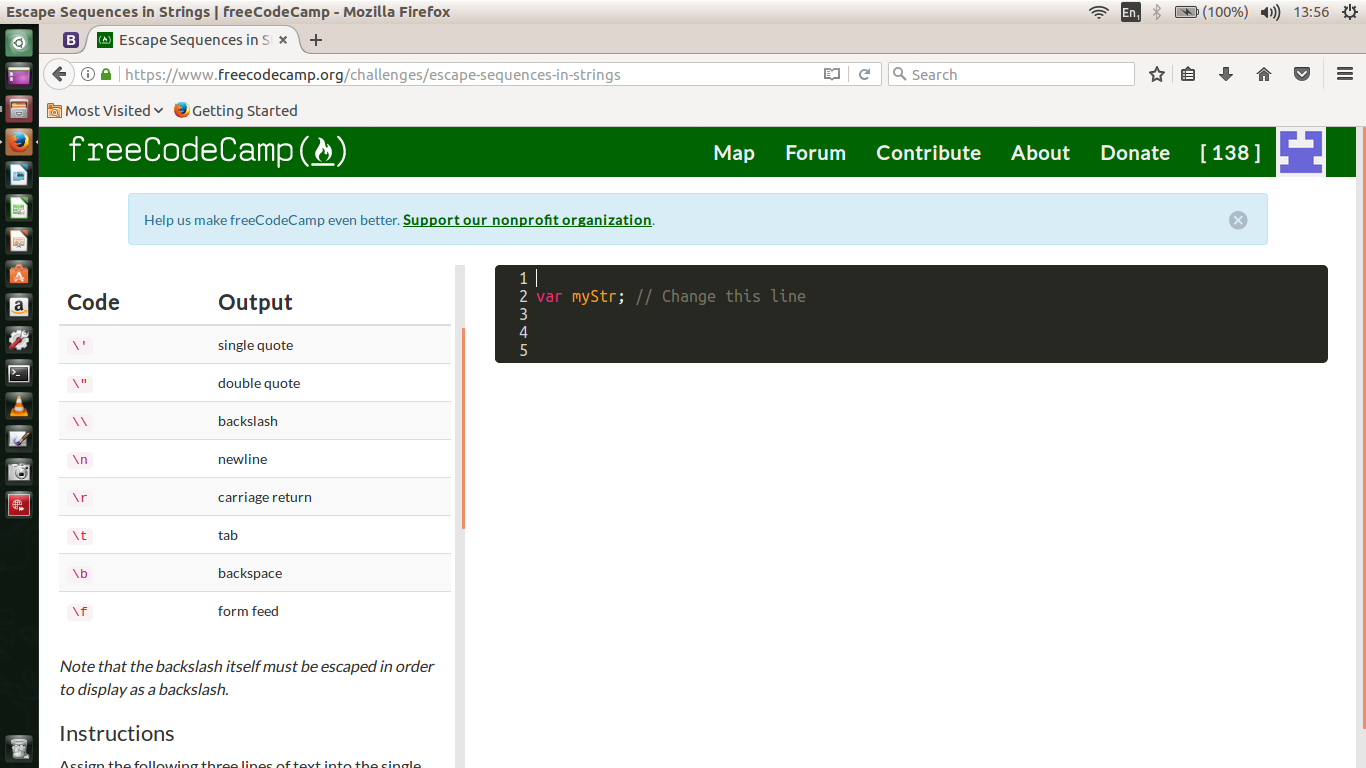 Escape Sequences in Strings | freeCodeCamp - Mozilla Firefox
En1 (100%) 13:56
B Escape Sequences in S
https://www.freecodecamp.org/challenges/escape-sequences-in-strings
Search
Most Visited Getting Started
freeCodeCamp
Map Forum Contribute About Donate [ 138 ]
Help us make freeCodeCamp even better. Support our nonprofit organization.
Code Output
\' single quote
\" double quote
\\ backslash
\n newline
\r carriage return
\t tab
\b backspace
\f form feed
Note that the backslash itself must be escaped in order
to display as a backslash.
Instructions
Assign the following three lines of text into the single
1
2 var myStr; // Change this line
3
4
5